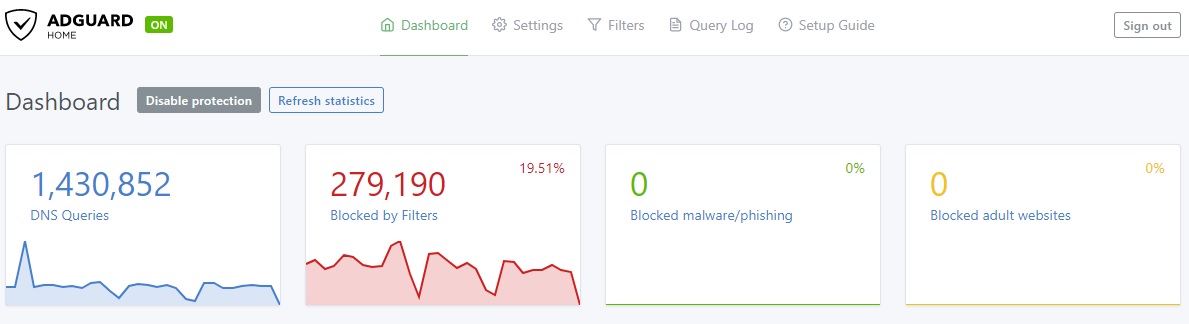 ADGUARD
HOME
ON
Dashboard
Settings
Filters
Query Log
Setup Guide
Sign out
Dashboard
Disable protection
Refresh statistics
1,430,852
DNS Queries
19.51%
279,190
Blocked by Filters
0%
0
Blocked malware/phishing
0%
0
Blocked adult websites